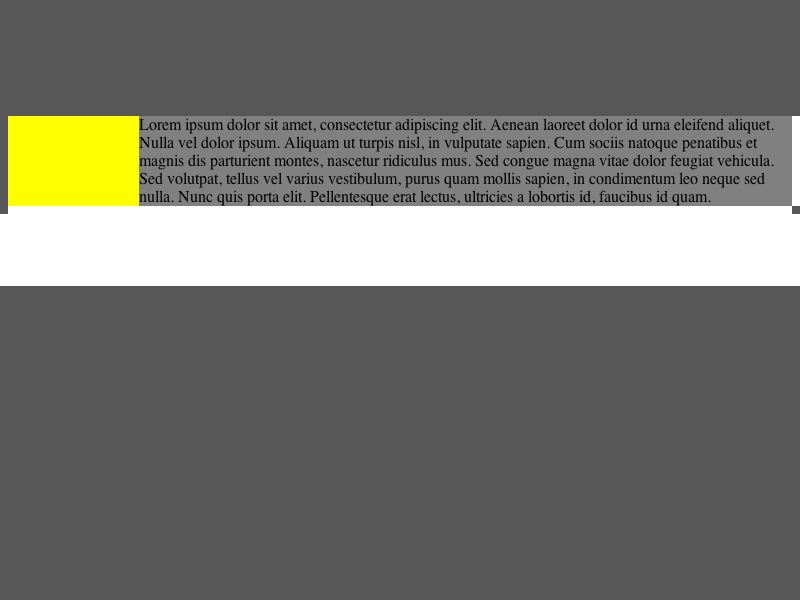 Lorem ipsum dolor sit amet, consectetur adipiscing elit. Aenean laoreet dolor id urna eleifend aliquet.
Nulla vel dolor ipsum. Aliquam ut turpis nisl, in vulputate sapien. Cum sociis natoque penatibus et
magnis dis parturient montes, nascetur ridiculus mus. Sed congue magna vitae dolor feugiat vehicula.
Sed volutpat, tellus vel varius vestibulum, purus quam mollis sapien, in condimentum leo neque sed
nulla. Nunc quis porta elit. Pellentesque erat lectus, ultricies a lobortis id, faucibus id quam.